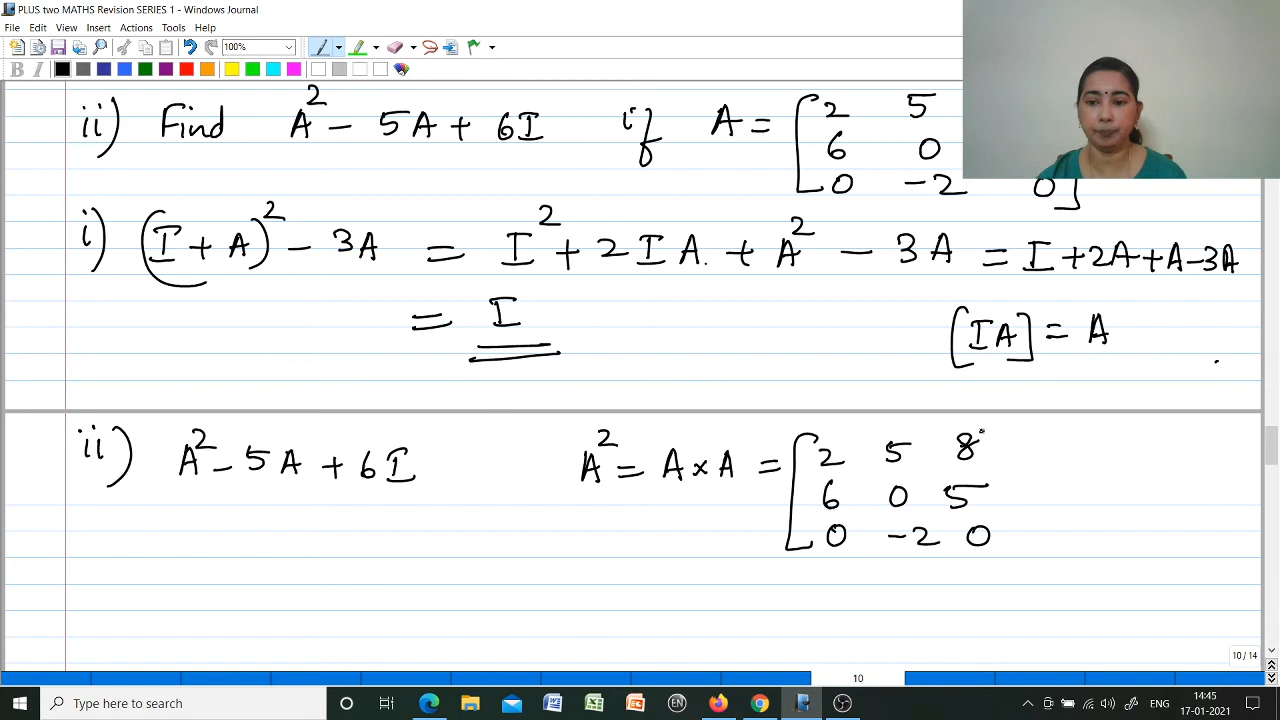 PLUS two MATHS Revision SERIES 1 - Windows Journal
File Edit View Insert Actions Tools Help
100%
B I
ii) Find A² - 5A + 6I if A = [2 5
6 0
0 -2 0]
i) (I + A)² - 3A = I² + 2IA. + A² - 3A = I + 2A + A - 3A
= I
[IA] = A
ii) A² - 5A + 6I A² = A × A = [2 5 8
6 0 5
0 -2 0
10 / 14
10
Type here to search
ENG
14:45
17-01-2021